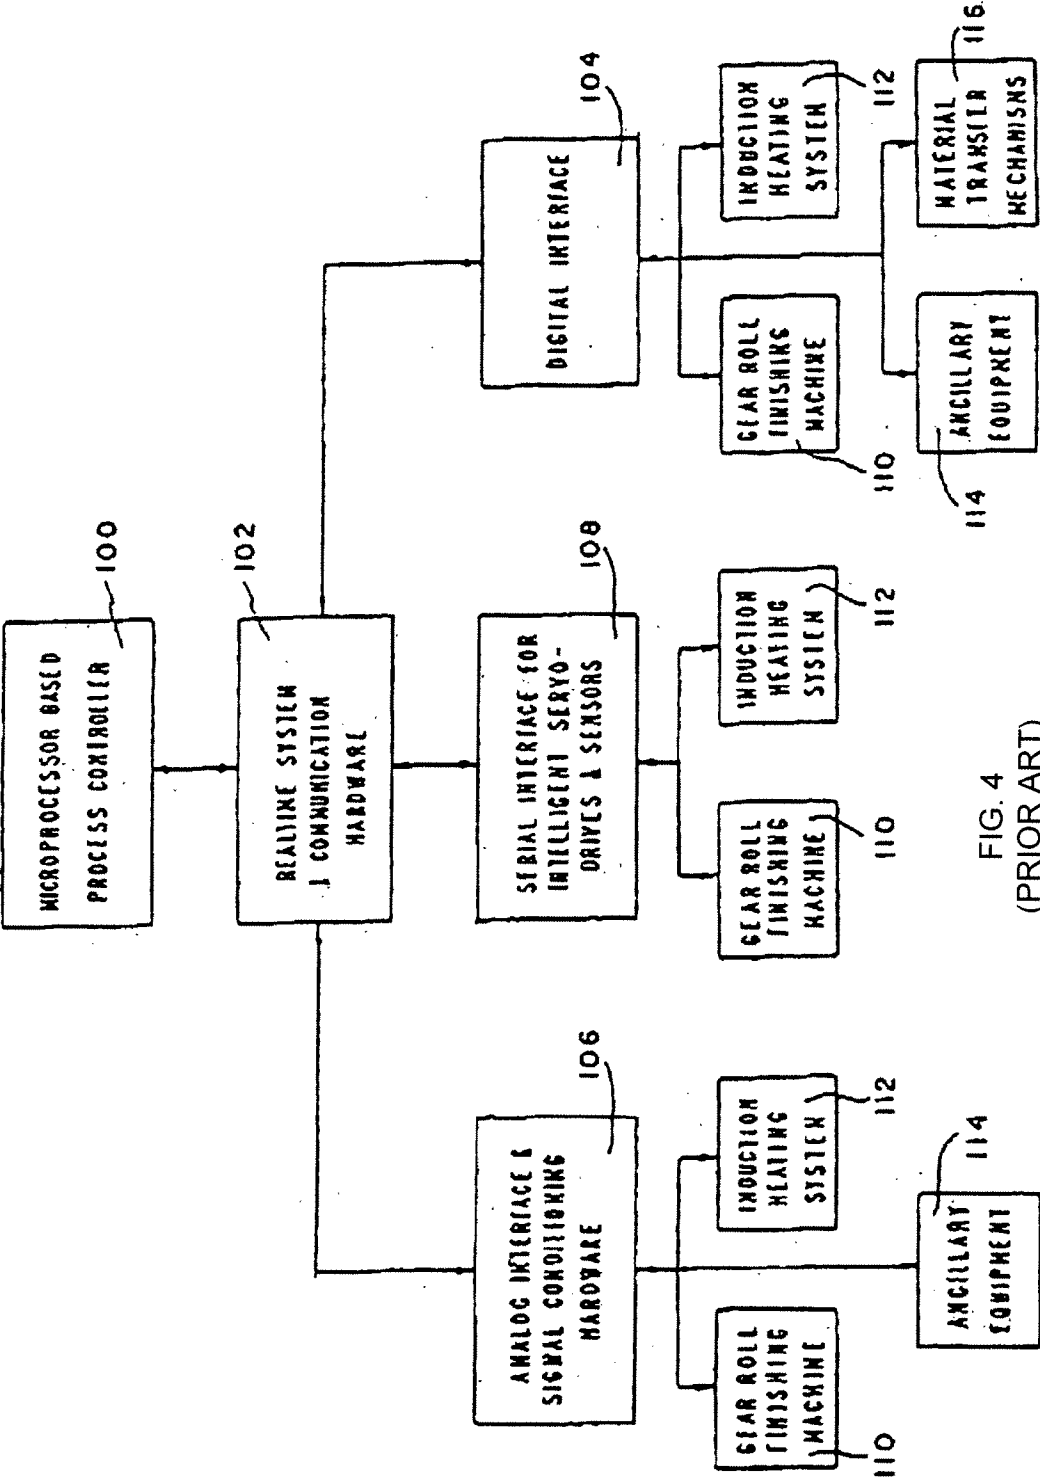 100
MICROPROCESSOR BASED
PROCESS CONTROLLER
102
REALTIME SYSTEM
& COMMUNICATION
HARDWARE
106
ANALOG INTERFACE &
SIGNAL CONDITIONING
HARDWARE
108
SERIAL INTERFACE FOR
INTELLIGENT SERVO-
DRIVES & SENSORS
104
DIGITAL INTERFACE
GEAR ROLL
FINISHING
MACHINE
110
INDUCTION
HEATING
SYSTEM
112
GEAR ROLL
FINISHING
MACHINE
110
INDUCTION
HEATING
SYSTEM
112
GEAR ROLL
FINISHING
MACHINE
110
INDUCTION
HEATING
SYSTEM
112
ANCILLARY
EQUIPMENT
114
ANCILLARY
EQUIPMENT
114
MATERIAL
TRANSFER
MECHANISMS
116
FIG. 4
(PRIOR ART)